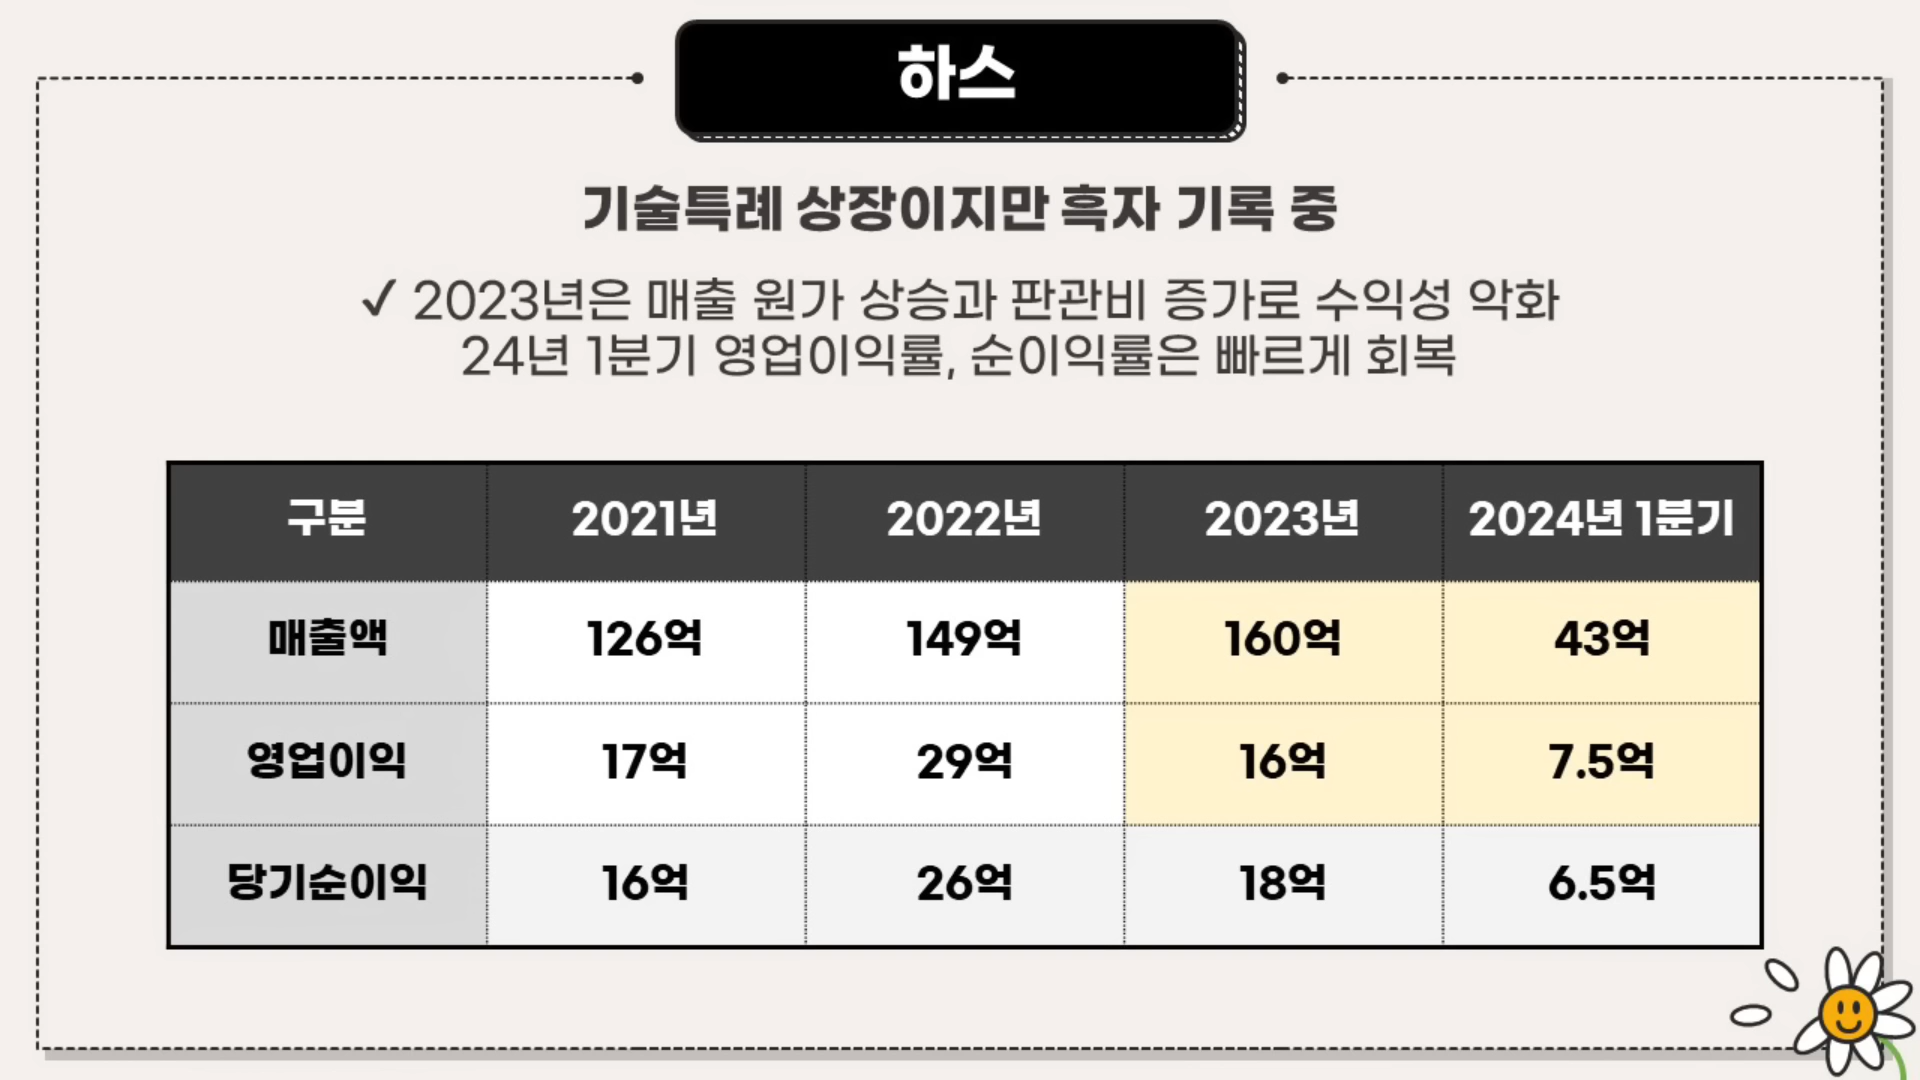 하스
기술특례 상장이지만 흑자 기록 중
✓ 2023년은 매출 원가 상승과 판관비 증가로 수익성 악화
24년 1분기 영업이익률, 순이익률은 빠르게 회복
구분 2021년 2022년 2023년 2024년 1분기
매출액 126억 149억 160억 43억
영업이익 17억 29억 16억 7.5억
당기순이익 16억 26억 18억 6.5억